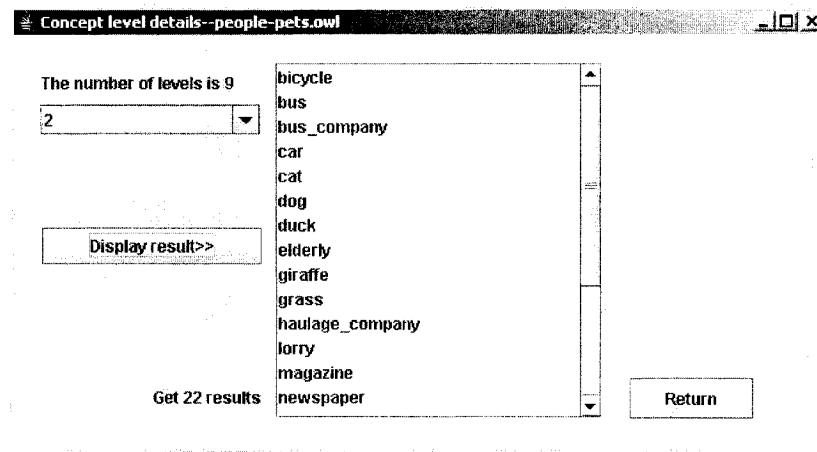 Concept level details--people-pets.owl
The number of levels is 9
2
Display result>>
Get 22 results
bicycle
bus
bus_company
car
cat
dog
duck
elderly
giraffe
grass
haulage_company
lorry
magazine
newspaper
Return